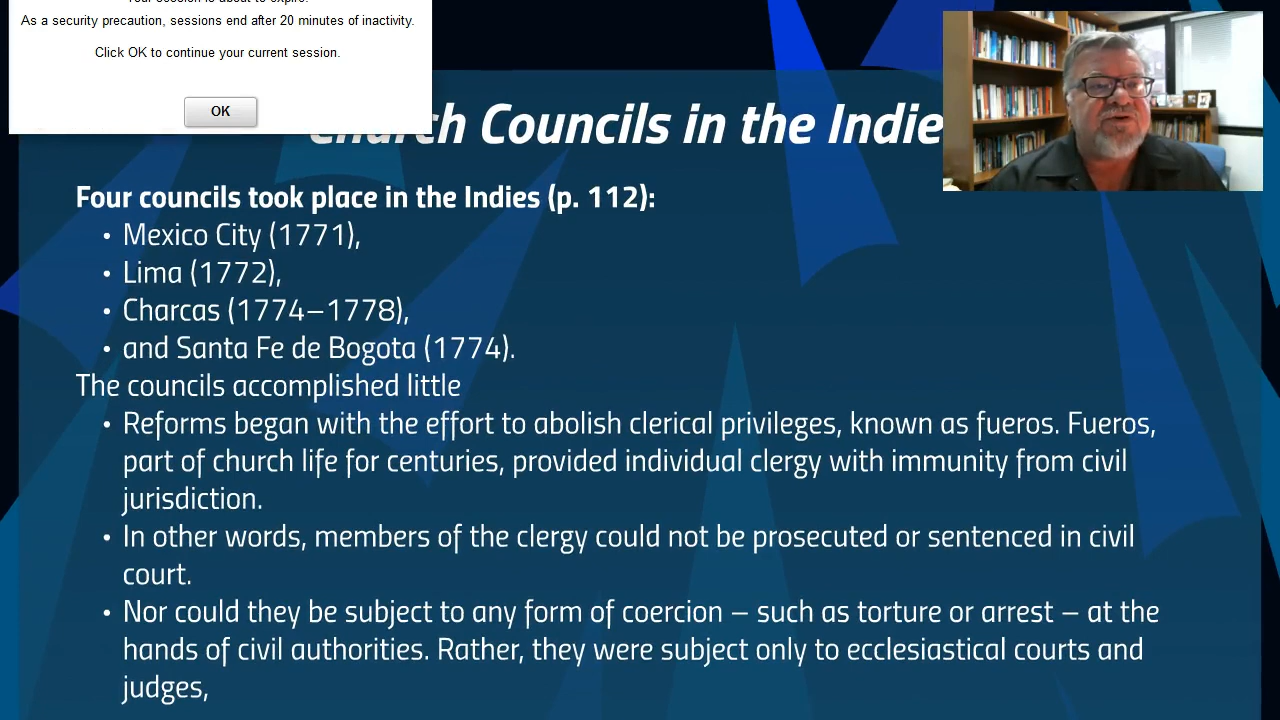 Your session is about to expire.
As a security precaution, sessions end after 20 minutes of inactivity.
Click OK to continue your current session.
OK
Church Councils in the Indie
Four councils took place in the Indies (p. 112):
• Mexico City (1771),
• Lima (1772),
• Charcas (1774–1778),
• and Santa Fe de Bogota (1774).
The councils accomplished little
• Reforms began with the effort to abolish clerical privileges, known as fueros. Fueros,
part of church life for centuries, provided individual clergy with immunity from civil
jurisdiction.
• In other words, members of the clergy could not be prosecuted or sentenced in civil
court.
• Nor could they be subject to any form of coercion – such as torture or arrest – at the
hands of civil authorities. Rather, they were subject only to ecclesiastical courts and
judges,